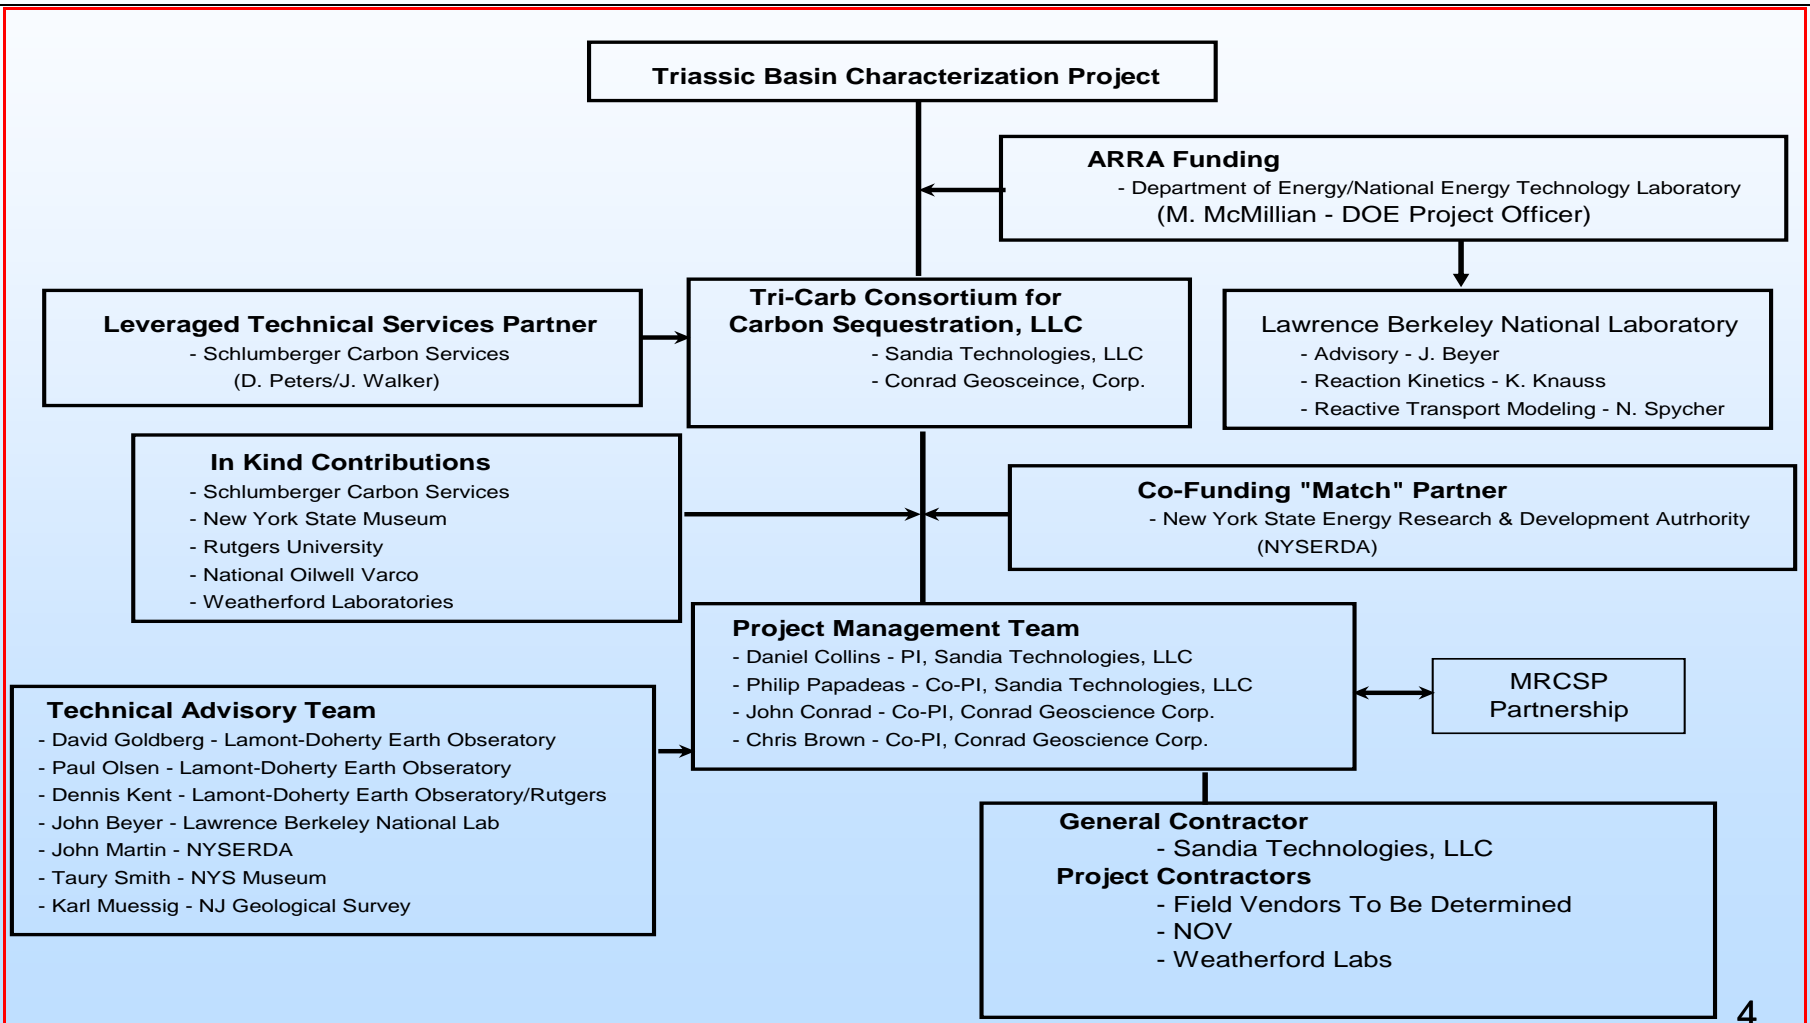 Triassic Basin Characterization Project
ARRA Funding
- Department of Energy/National Energy Technology Laboratory
(M. McMillian - DOE Project Officer)
Leveraged Technical Services Partner
- Schlumberger Carbon Services
(D. Peters/J. Walker)
Tri-Carb Consortium for
Carbon Sequestration, LLC
- Sandia Technologies, LLC
- Conrad Geosceince, Corp.
Lawrence Berkeley National Laboratory
- Advisory - J. Beyer
- Reaction Kinetics - K. Knauss
- Reactive Transport Modeling - N. Spycher
In Kind Contributions
- Schlumberger Carbon Services
- New York State Museum
- Rutgers University
- National Oilwell Varco
- Weatherford Laboratories
Co-Funding "Match" Partner
- New York State Energy Research & Development Autrhority
(NYSERDA)
Project Management Team
- Daniel Collins - PI, Sandia Technologies, LLC
- Philip Papadeas - Co-PI, Sandia Technologies, LLC
- John Conrad - Co-PI, Conrad Geoscience Corp.
- Chris Brown - Co-PI, Conrad Geoscience Corp.
MRCSP
Partnership
Technical Advisory Team
- David Goldberg - Lamont-Doherty Earth Obseratory
- Paul Olsen - Lamont-Doherty Earth Obseratory
- Dennis Kent - Lamont-Doherty Earth Obseratory/Rutgers
- John Beyer - Lawrence Berkeley National Lab
- John Martin - NYSERDA
- Taury Smith - NYS Museum
- Karl Muessig - NJ Geological Survey
General Contractor
- Sandia Technologies, LLC
Project Contractors
- Field Vendors To Be Determined
- NOV
- Weatherford Labs
4